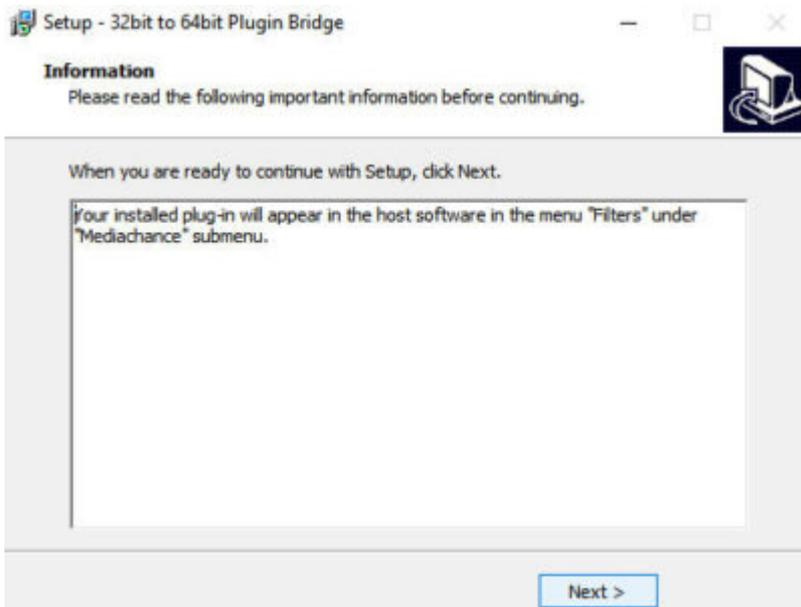 Setup - 32bit to 64bit Plugin Bridge
Information
Please read the following important information before continuing.
When you are ready to continue with Setup, click Next.
Your installed plug-in will appear in the host software in the menu "Filters" under
"Mediachance" submenu.
Next >